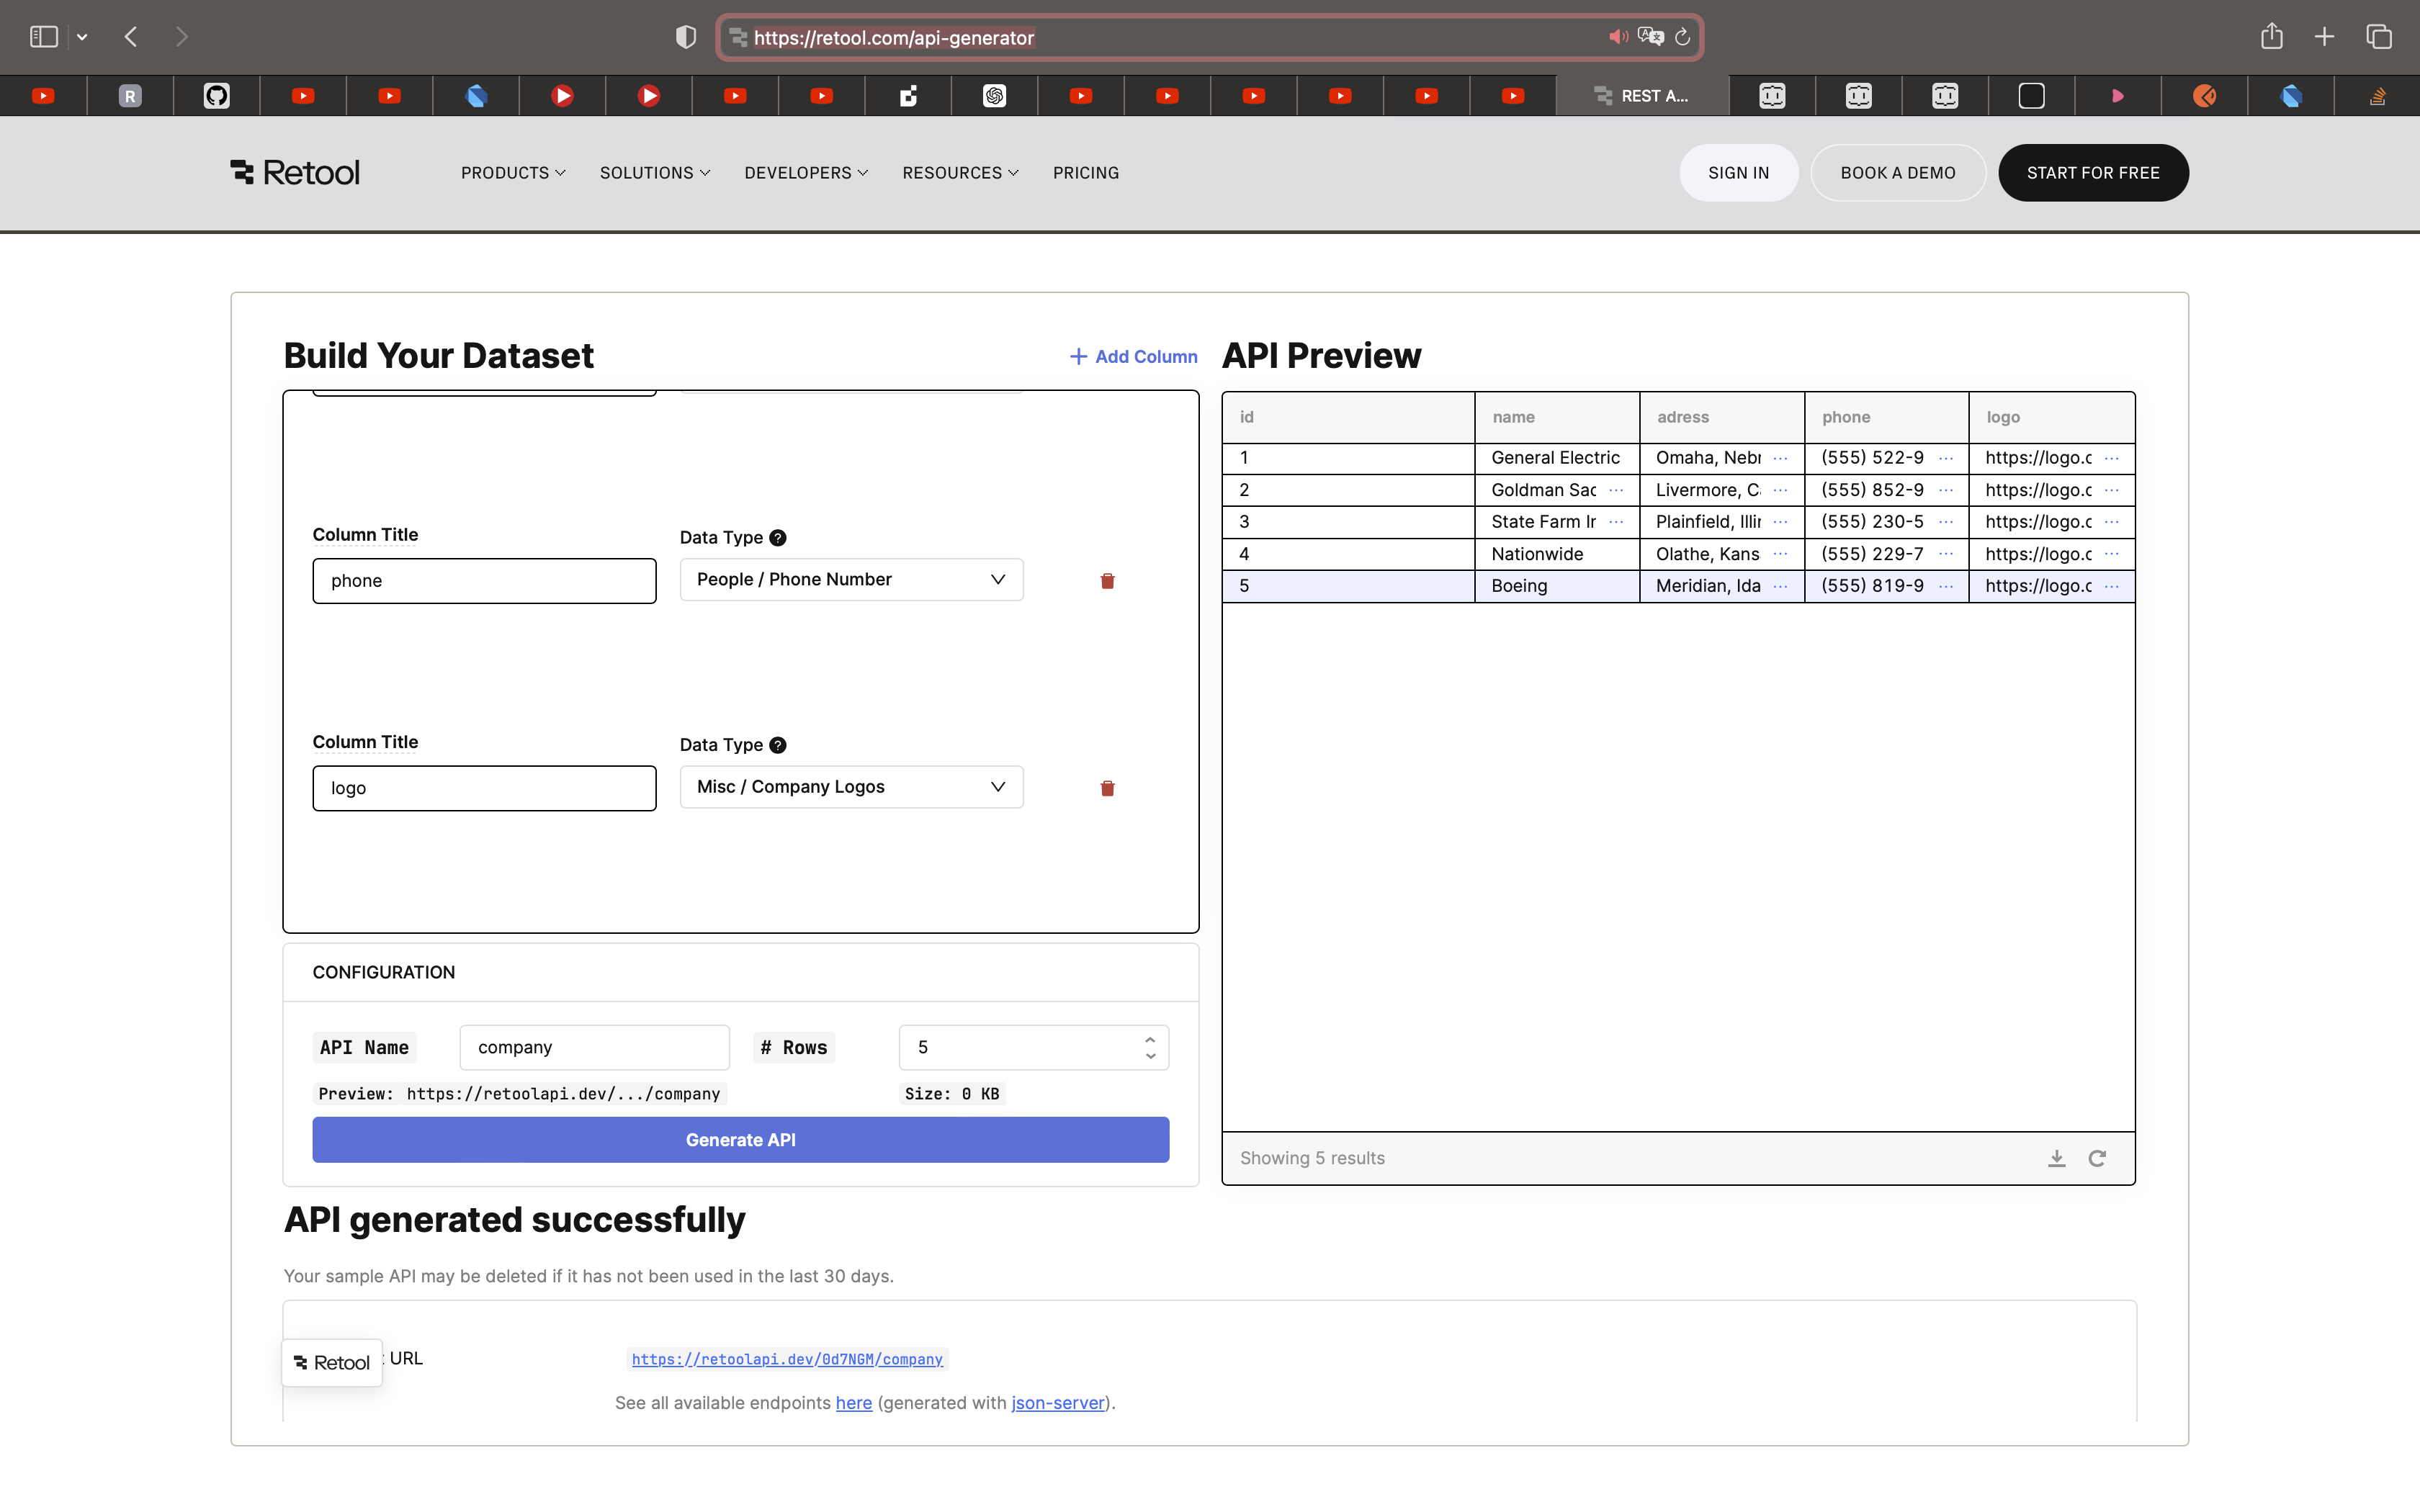 https://retool.com/api-generator
R
REST A...
Retool
PRODUCTS
SOLUTIONS
DEVELOPERS
RESOURCES
PRICING
SIGN IN
BOOK A DEMO
START FOR FREE
Build Your Dataset
+ Add Column
Column Title
Data Type ?
phone
People / Phone Number
Column Title
Data Type ?
logo
Misc / Company Logos
CONFIGURATION
API Name
company
# Rows
5
Preview: https://retoolapi.dev/.../company
Size: 0 KB
Generate API
API Preview
id name adress phone logo
1 General Electric Omaha, Nebr ... (555) 522-9 ... https://logo.c ...
2 Goldman Sac ... Livermore, C ... (555) 852-9 ... https://logo.c ...
3 State Farm Ir ... Plainfield, Illir ... (555) 230-5 ... https://logo.c ...
4 Nationwide Olathe, Kans ... (555) 229-7 ... https://logo.c ...
5 Boeing Meridian, Ida ... (555) 819-9 ... https://logo.c ...
Showing 5 results
API generated successfully
Your sample API may be deleted if it has not been used in the last 30 days.
Retool
URL
https://retoolapi.dev/0d7NGM/company
See all available endpoints here (generated with json-server).